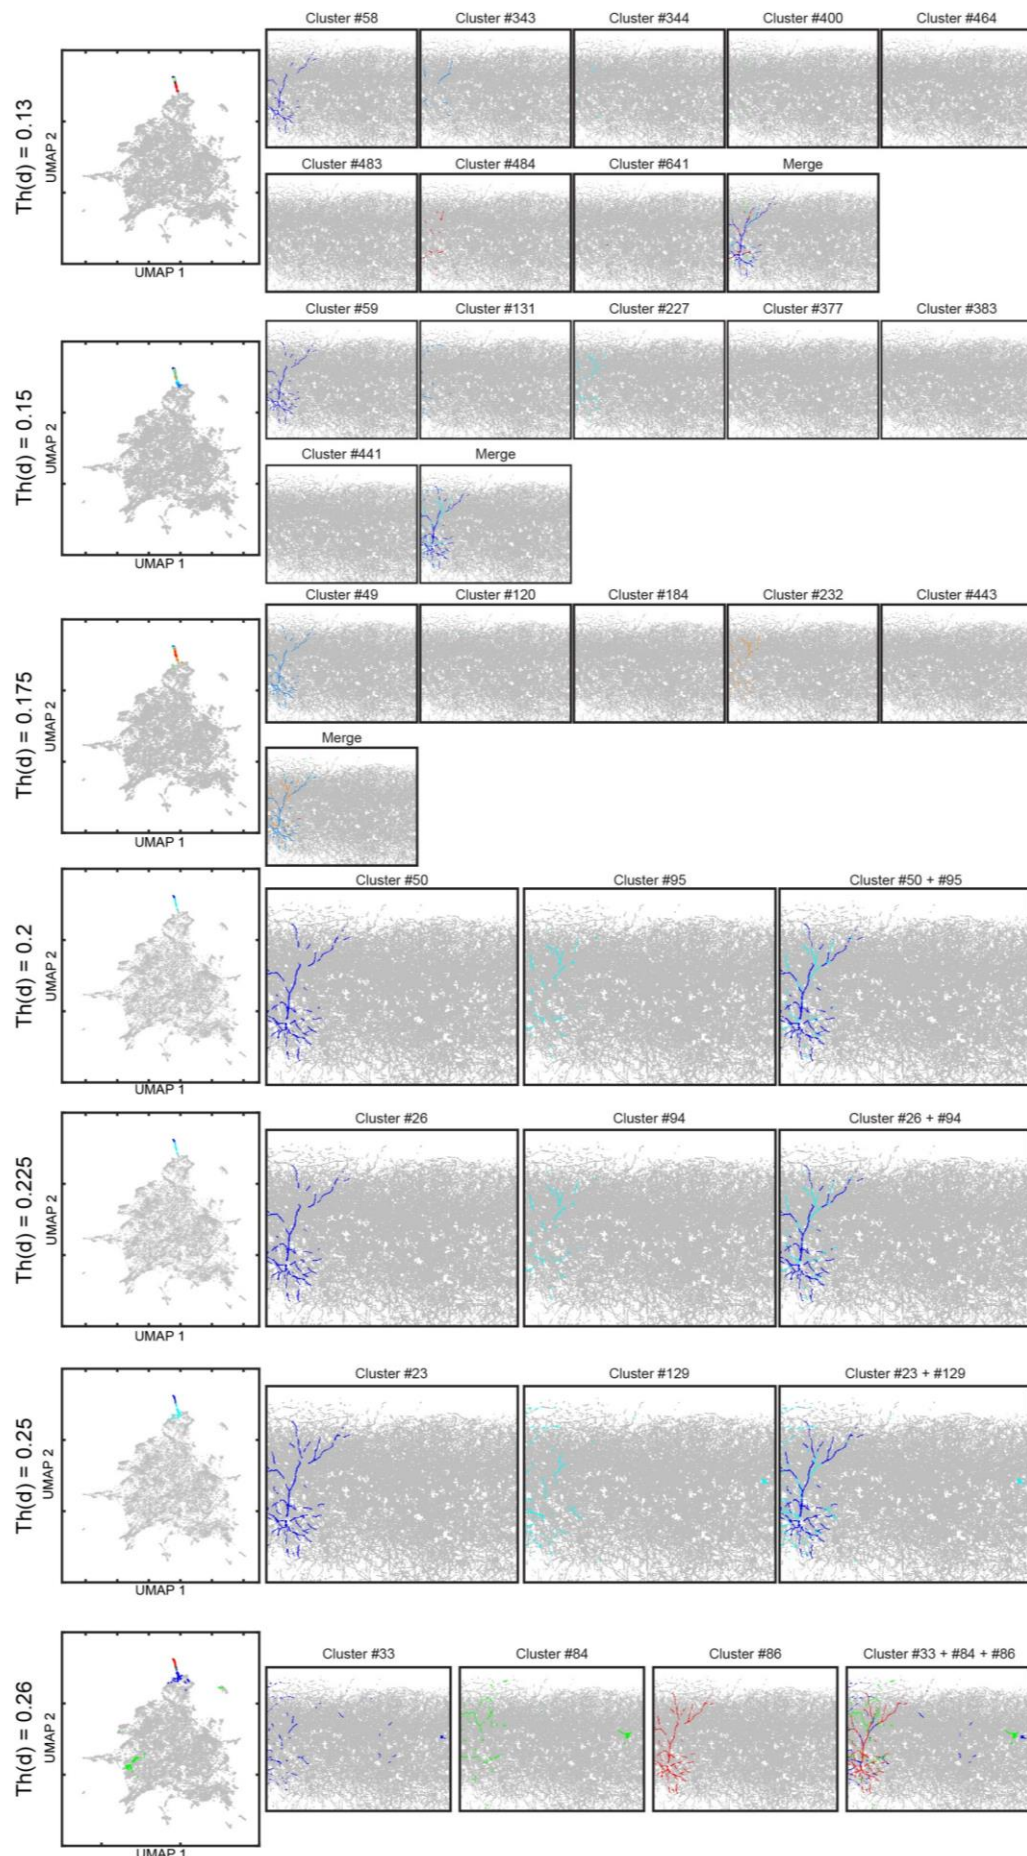 Th(d) = 0.13
UMAP 2
UMAP 1
Cluster #58
Cluster #343
Cluster #344
Cluster #400
Cluster #464
Cluster #483
Cluster #484
Cluster #641
Merge
Th(d) = 0.15
UMAP 2
UMAP 1
Cluster #59
Cluster #131
Cluster #227
Cluster #377
Cluster #383
Cluster #441
Merge
Th(d) = 0.175
UMAP 2
UMAP 1
Cluster #49
Cluster #120
Cluster #184
Cluster #232
Cluster #443
Merge
Th(d) = 0.2
UMAP 2
UMAP 1
Cluster #50
Cluster #95
Cluster #50 + #95
Th(d) = 0.225
UMAP 2
UMAP 1
Cluster #26
Cluster #94
Cluster #26 + #94
Th(d) = 0.25
UMAP 2
UMAP 1
Cluster #23
Cluster #129
Cluster #23 + #129
Th(d) = 0.26
UMAP 2
UMAP 1
Cluster #33
Cluster #84
Cluster #86
Cluster #33 + #84 + #86